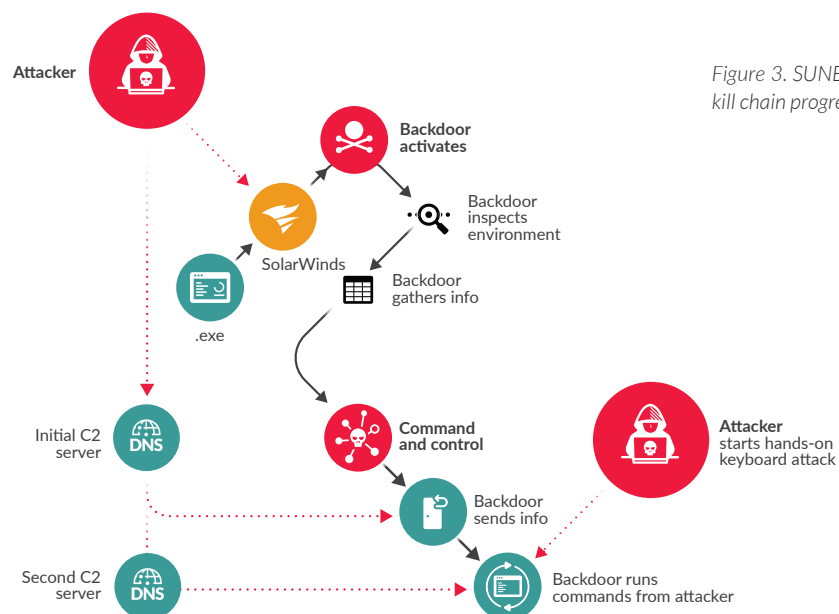 Attacker
Figure 3. SUNB
kill chain progre
Backdoor
activates
Backdoor
inspects
environment
SolarWinds
Backdoor
gathers info
.exe
Initial C2
server
DNS
Command
and control
Attacker
starts hands-on
keyboard attack
Backdoor
sends info
Second C2
server
DNS
Backdoor runs
commands from attacker